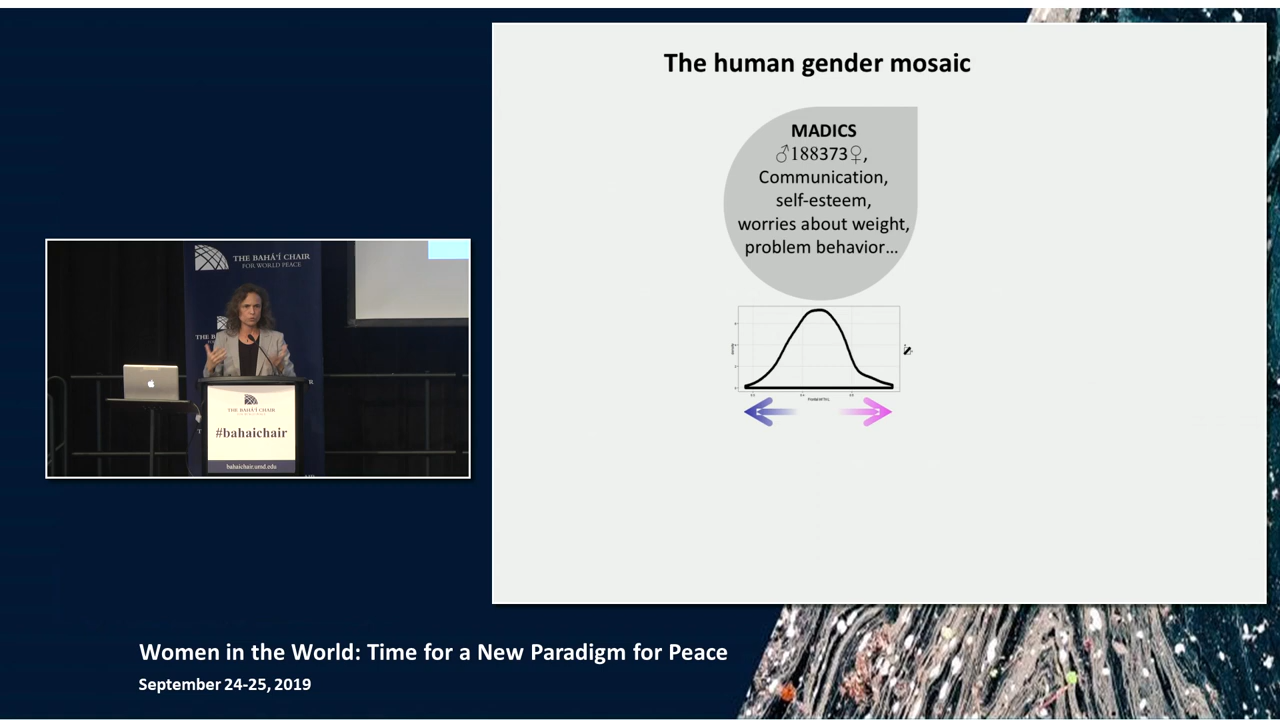 The human gender mosaic
MADICS
♂188373♀,
Communication,
self-esteem,
worries about weight,
problem behavior...
THE BAHÁ'Í CHAIR
FOR WORLD PEACE
THE B
THE BAHÁ'Í CHAIR
#bahaichair
bahaichair.umd.edu
Women in the World: Time for a New Paradigm for Peace
September 24-25, 2019